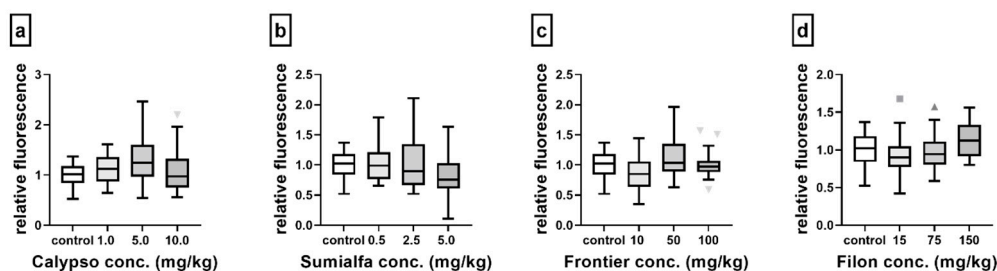 a
b
c
d
relative fluorescence
3
2
1
0
control 1.0 5.0 10.0
Calypso conc. (mg/kg)
relative fluorescence
2.5
2.0
1.5
1.0
0.5
0.0
control 0.5 2.5 5.0
Sumialfa conc. (mg/kg)
relative fluorescence
2.5
2.0
1.5
1.0
0.5
0.0
control 10 50 100
Frontier conc. (mg/kg)
relative fluorescence
2.0
1.5
1.0
0.5
0.0
control 15 75 150
Filon conc. (mg/kg)